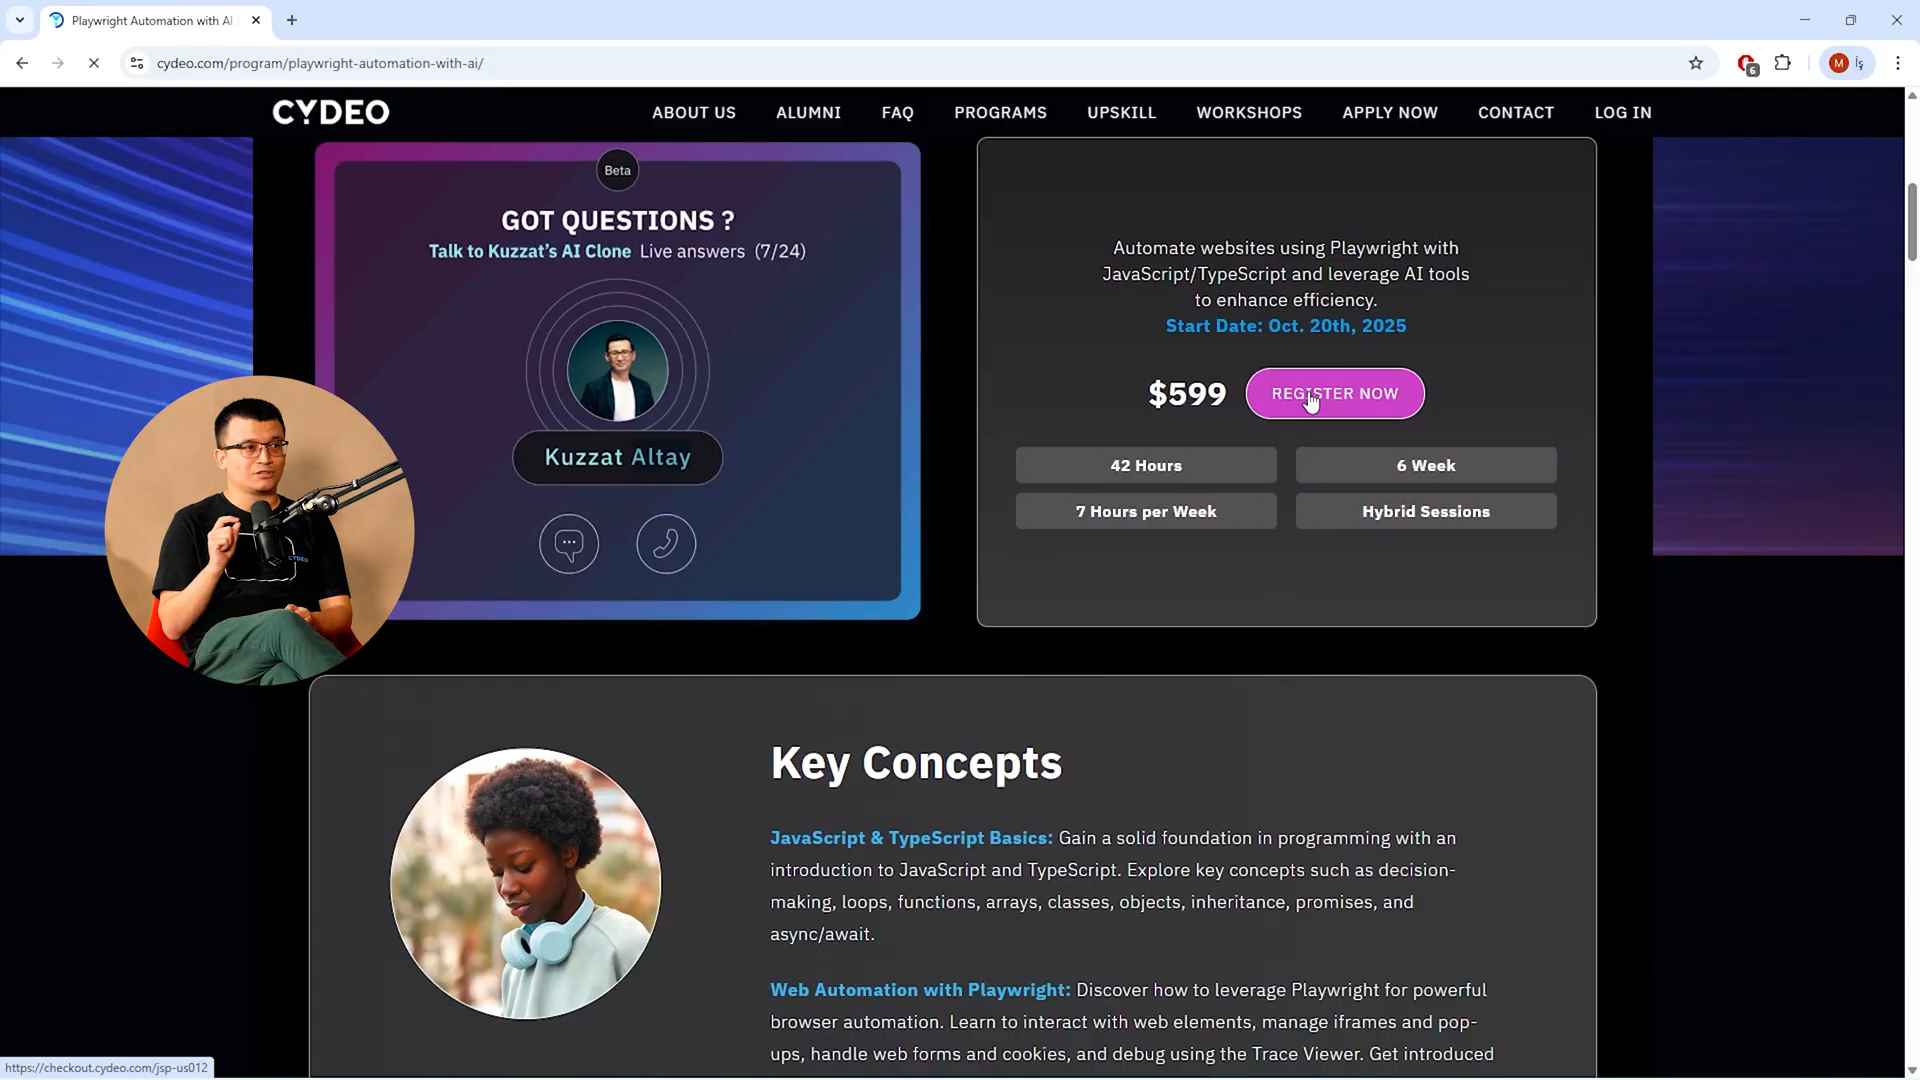 Playwright Automation with AI
cydeo.com/program/playwright-automation-with-ai/
6
M
İş
CYDEO
ABOUT US
ALUMNI
FAQ
PROGRAMS
UPSKILL
WORKSHOPS
APPLY NOW
CONTACT
LOG IN
Beta
GOT QUESTIONS ?
Talk to Kuzzat’s AI Clone Live answers (7/24)
Kuzzat Altay
Automate websites using Playwright with
JavaScript/TypeScript and leverage AI tools
to enhance efficiency.
Start Date: Oct. 20th, 2025
$599
REGISTER NOW
42 Hours
6 Week
7 Hours per Week
Hybrid Sessions
CYDEO
Key Concepts
JavaScript & TypeScript Basics: Gain a solid foundation in programming with an
introduction to JavaScript and TypeScript. Explore key concepts such as decision-
making, loops, functions, arrays, classes, objects, inheritance, promises, and
async/await.
Web Automation with Playwright: Discover how to leverage Playwright for powerful
browser automation. Learn to interact with web elements, manage iframes and pop-
ups, handle web forms and cookies, and debug using the Trace Viewer. Get introduced
https://checkout.cydeo.com/jsp-us012